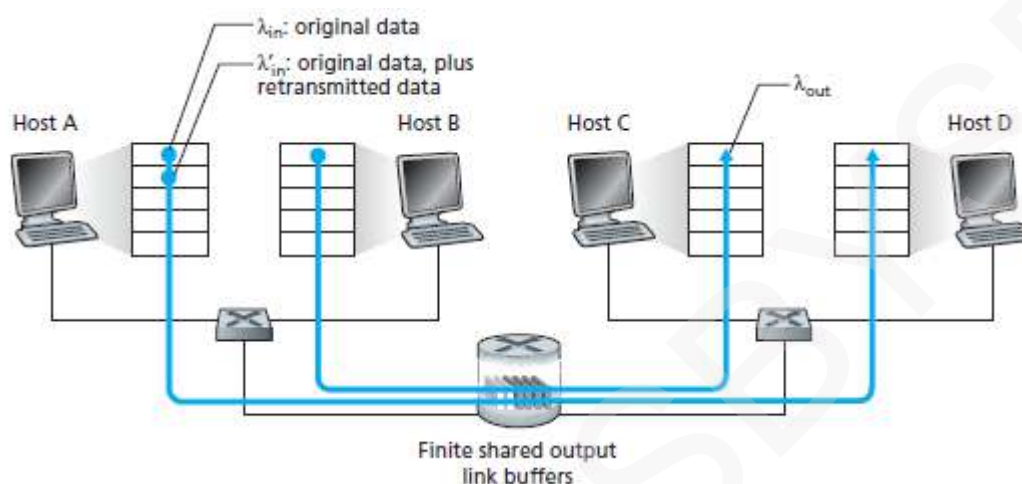 λin: original data
λ′in: original data, plus
retransmitted data
λout
Host A
Host B
Host C
Host D
Finite shared output
link buffers